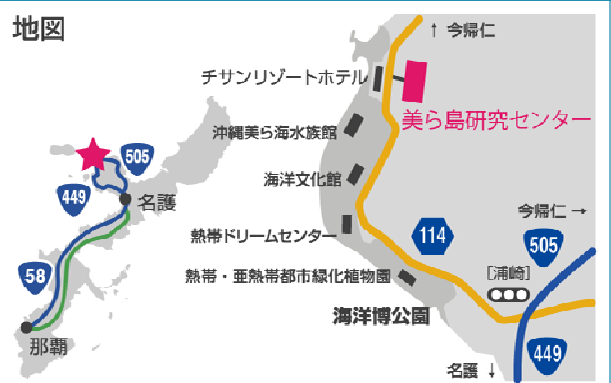 地図
↑ 今帰仁
チサンリゾートホテル
美ら島研究センター
沖縄美ら海水族館
505
海洋文化館
449
名護
今帰仁 →
熱帯ドリームセンター
114
505
58
熱帯・亜熱帯都市緑化植物園
[浦崎]
海洋博公園
那覇
449
名護 ↓